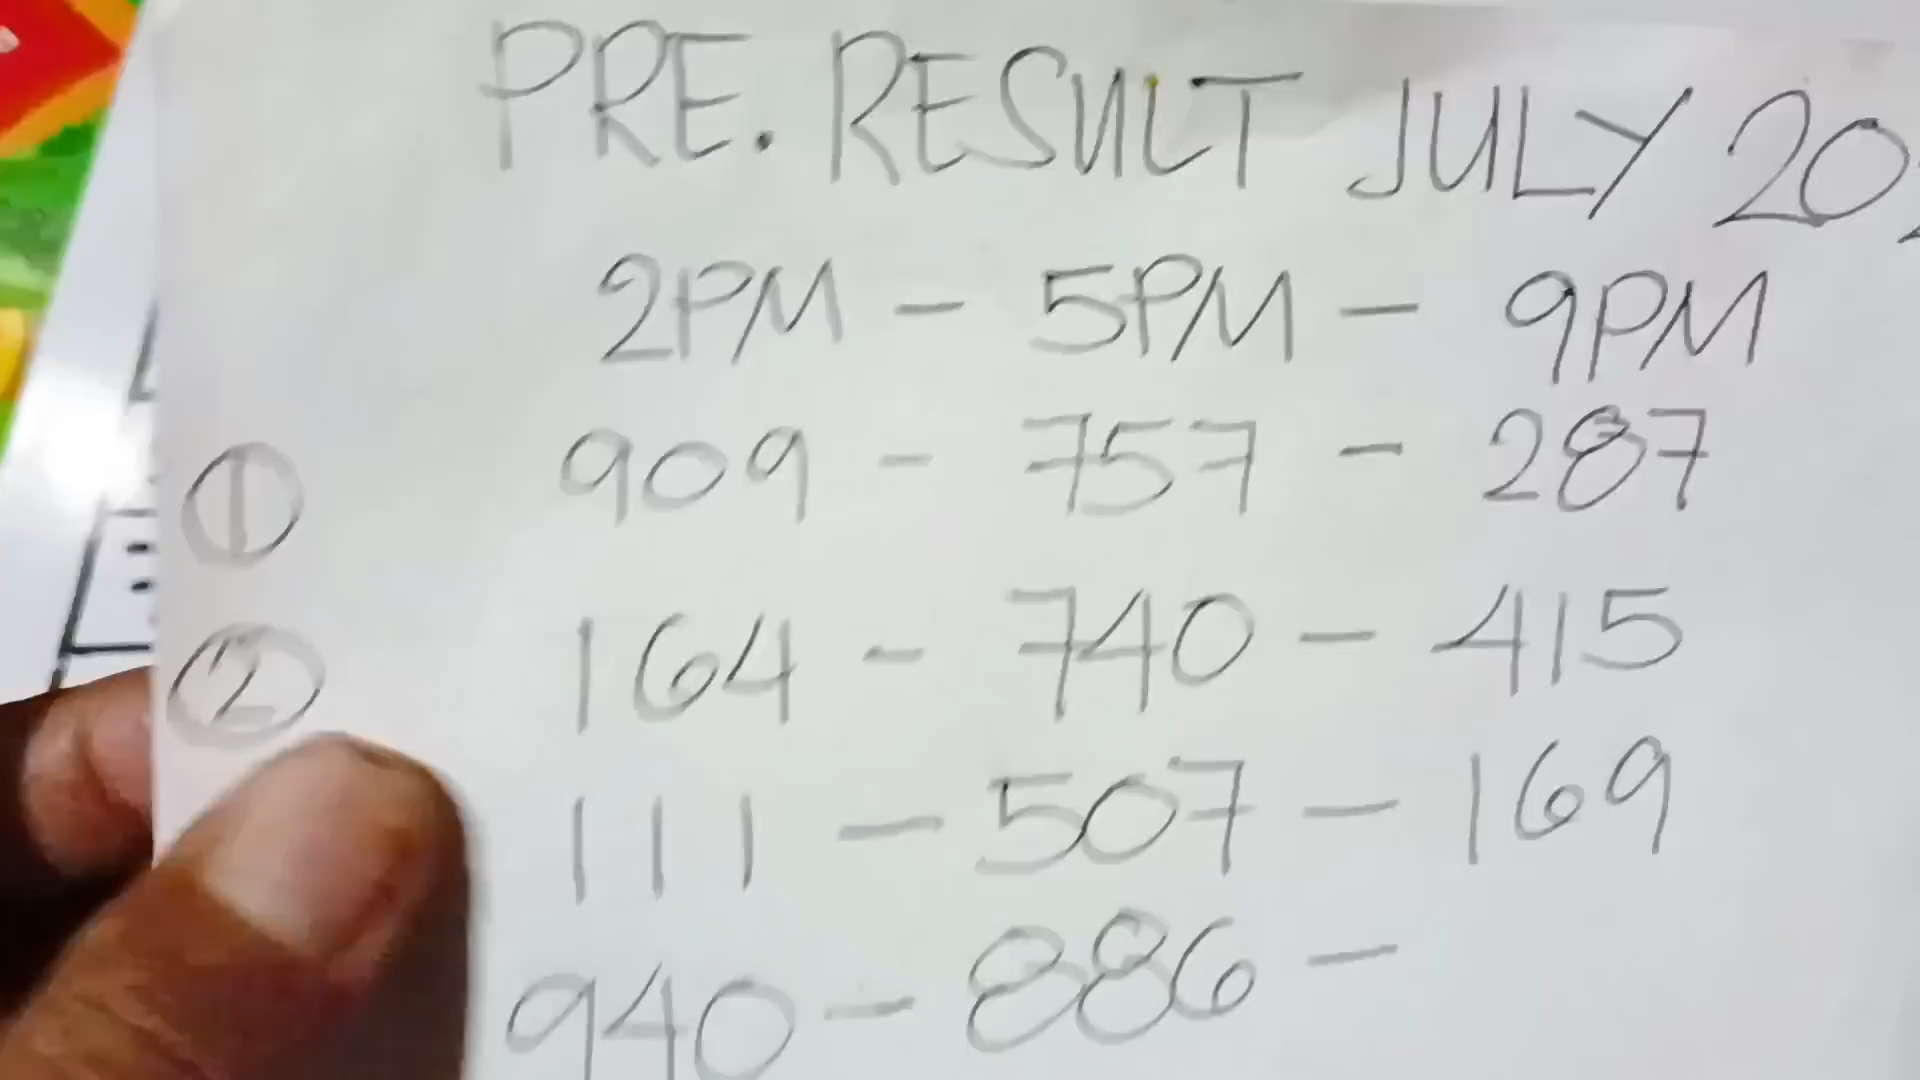 PRE. RESULT JULY 20
2PM - 5PM - 9PM
① 909 - 757 - 287
② 164 - 740 - 415
111 - 507 - 169
940 - 886 -